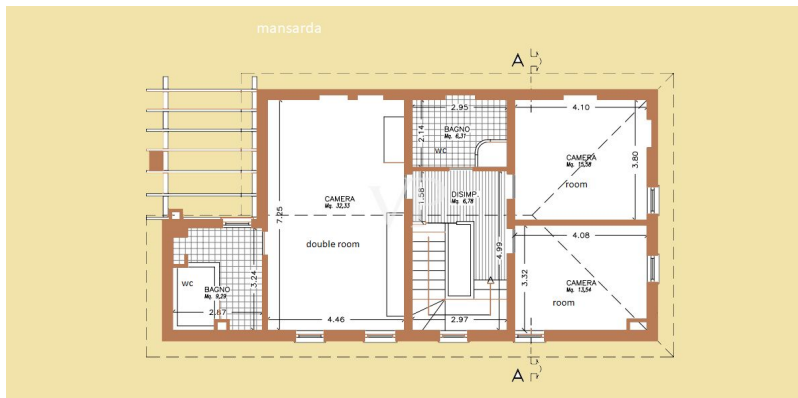 mansarda
A
2.95
4.10
2.14
BAGNO
Mq. 6,31
WC
CAMERA
Mq. 15,58
room
3.80
7.25
CAMERA
Mq. 32,33
double room
1.58
DISIMP.
Mq. 6,78
VP
4.08
WC
BAGNO
Mq. 9,29
3.24
2.87
4.99
3.32
CAMERA
Mq. 13,54
room
4.46
2.97
A